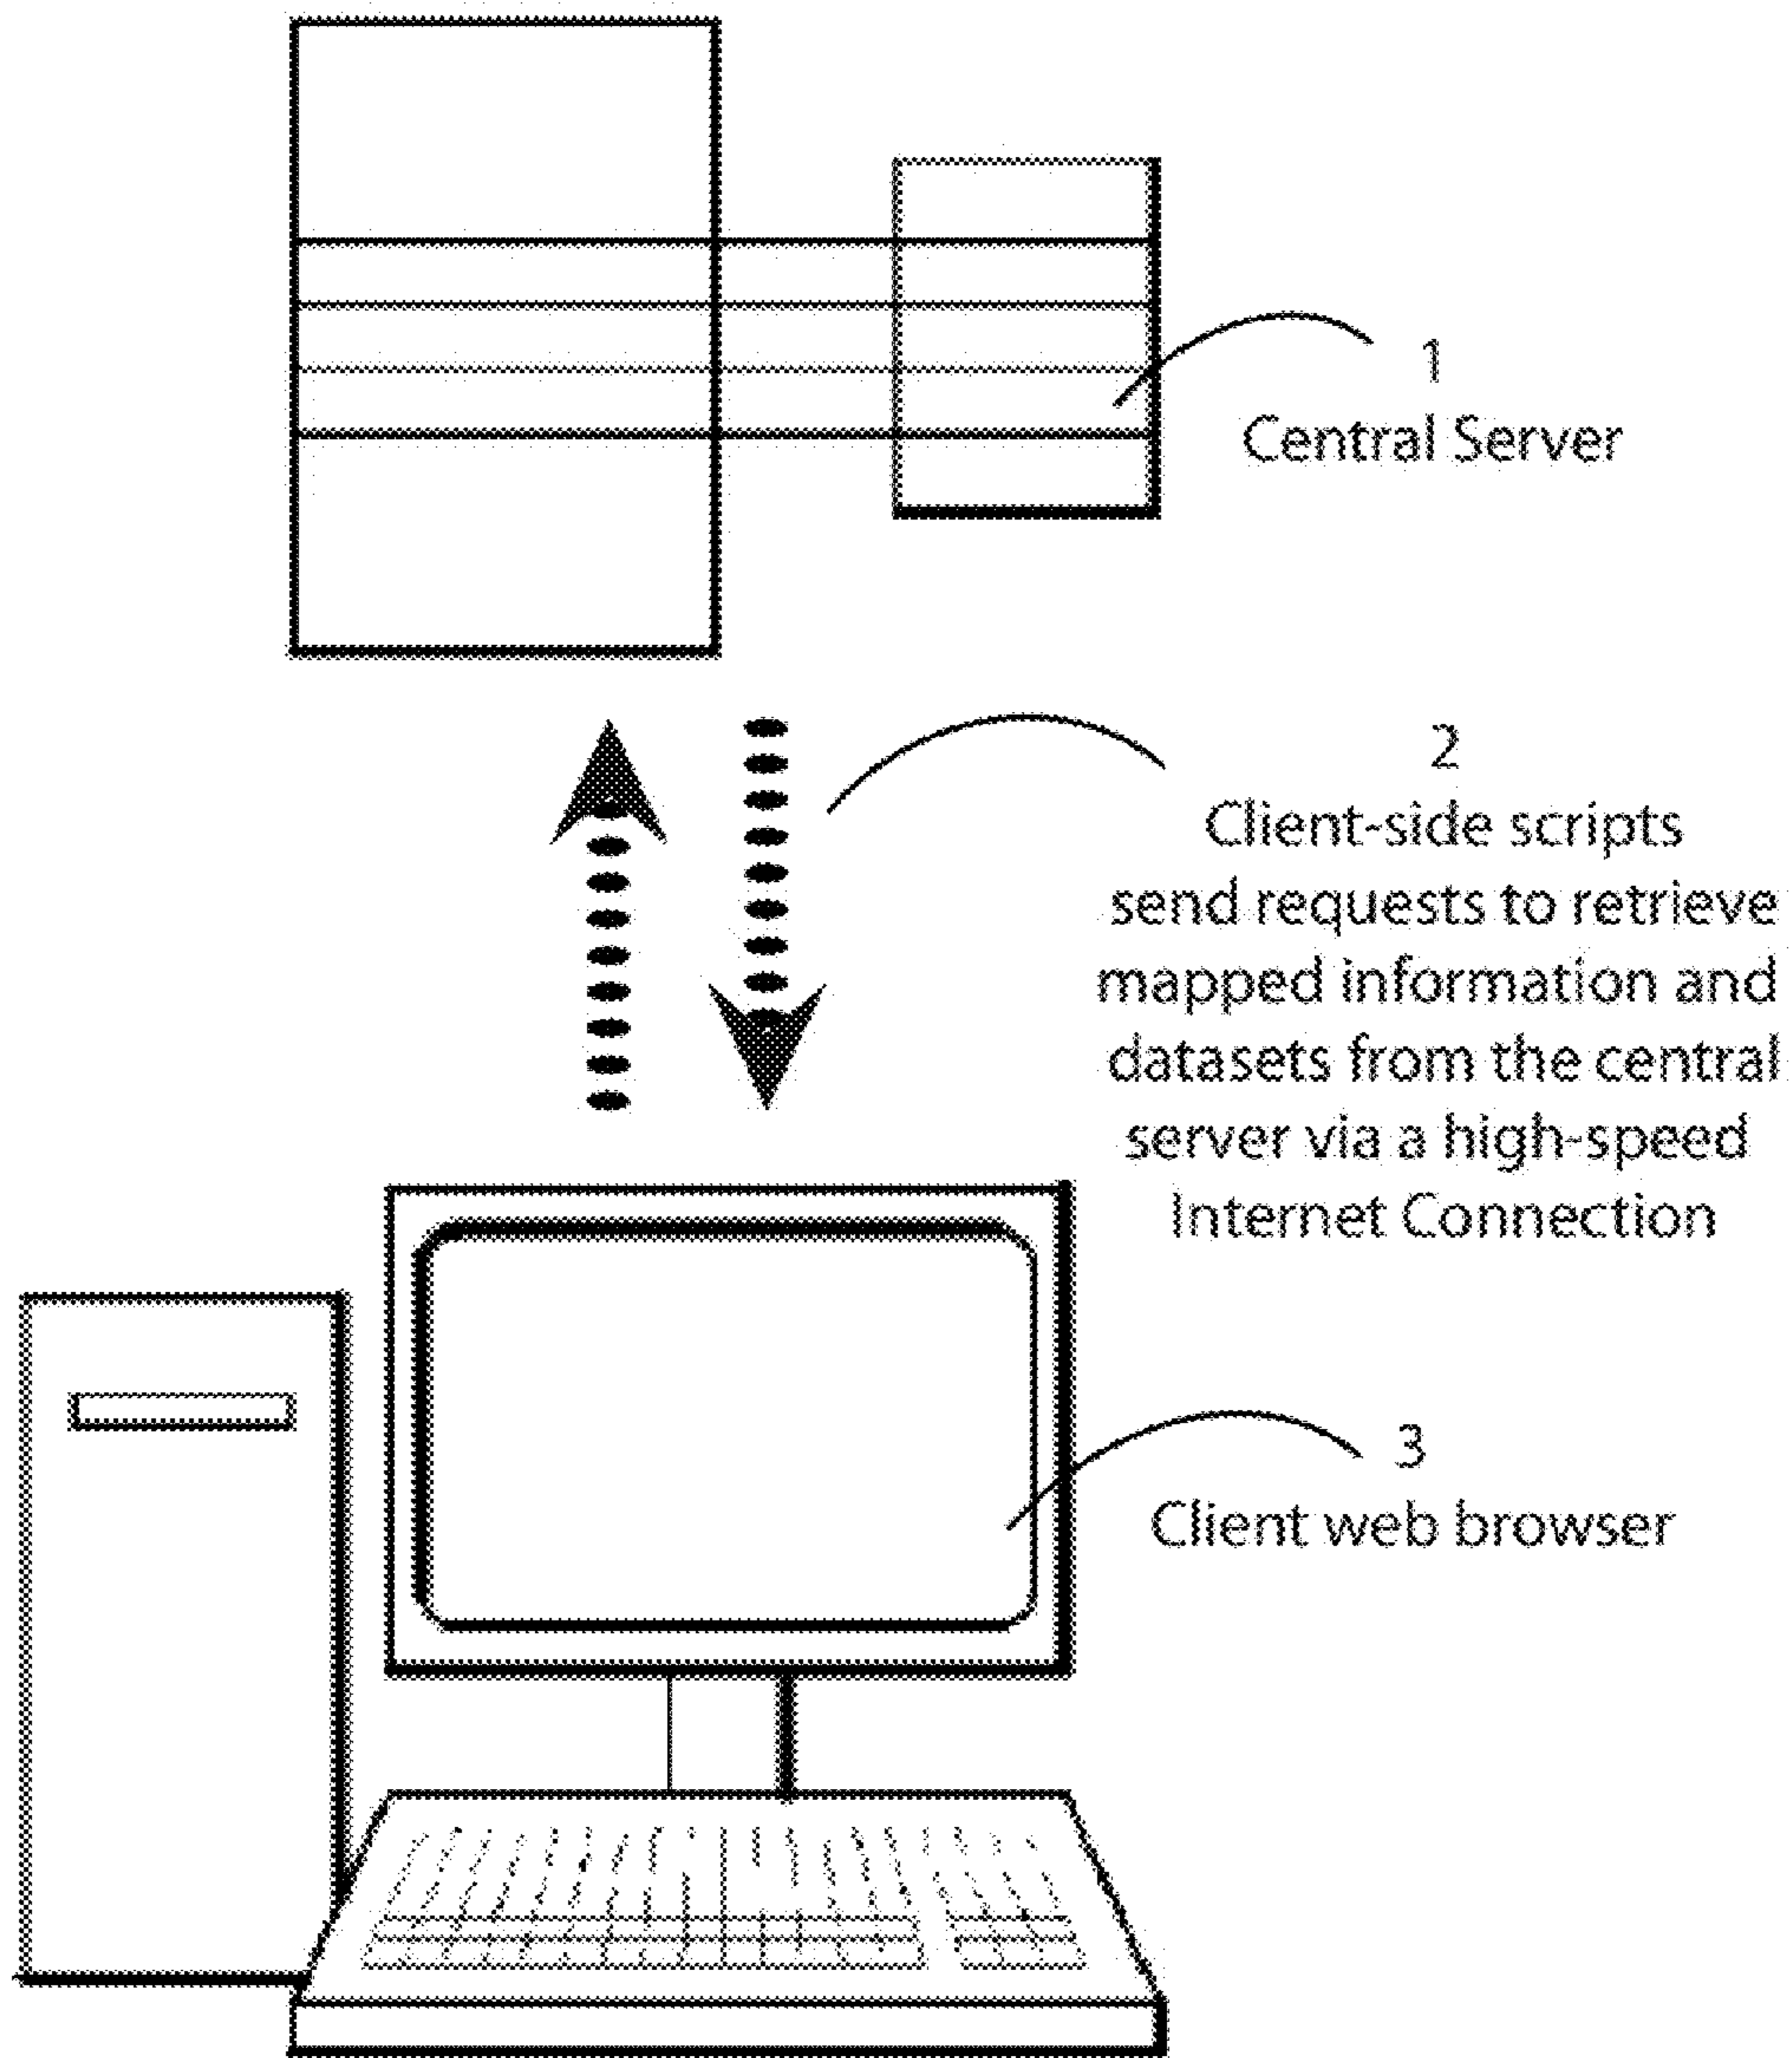 1
Central Server
2
Client-side scripts
send requests to retrieve
mapped information and
datasets from the central
server via a high-speed
Internet Connection
3
Client web browser